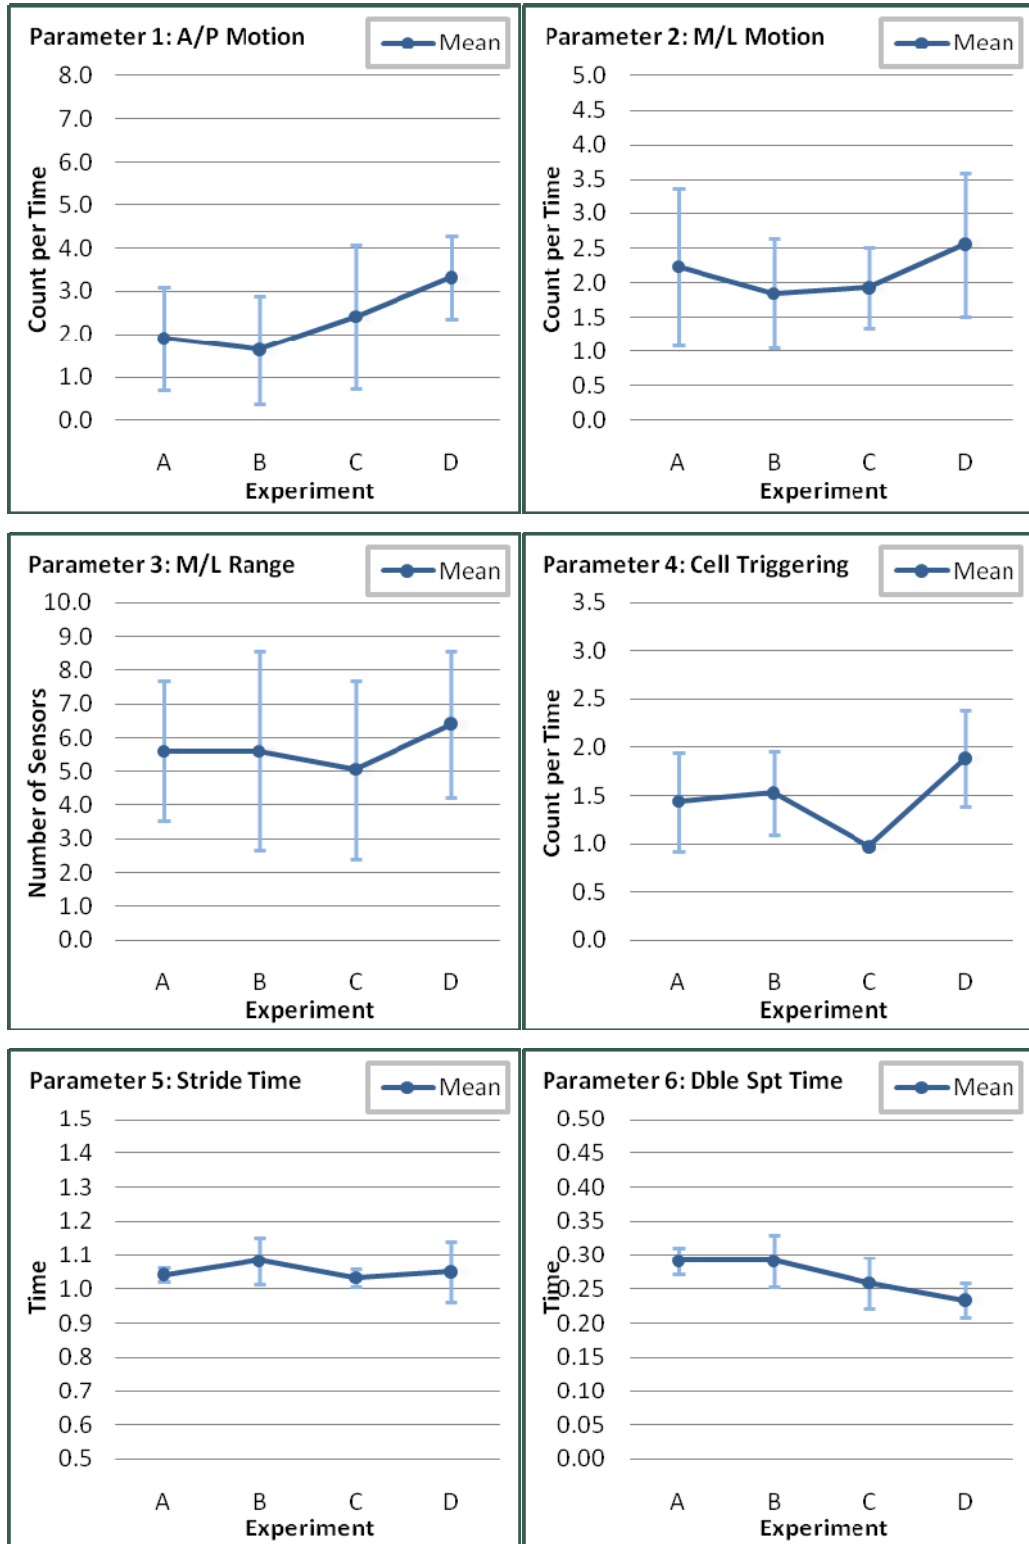 Parameter 1: A/P Motion
Mean
8.0
7.0
6.0
5.0
4.0
3.0
2.0
1.0
0.0
Count per Time
A B C D
Experiment
Parameter 2: M/L Motion
Mean
5.0
4.5
4.0
3.5
3.0
2.5
2.0
1.5
1.0
0.5
0.0
Count per Time
A B C D
Experiment
Parameter 3: M/L Range
Mean
10.0
9.0
8.0
7.0
6.0
5.0
4.0
3.0
2.0
1.0
0.0
Number of Sensors
A B C D
Experiment
Parameter 4: Cell Triggering
Mean
3.5
3.0
2.5
2.0
1.5
1.0
0.5
0.0
Count per Time
A B C D
Experiment
Parameter 5: Stride Time
Mean
1.5
1.4
1.3
1.2
1.1
1.0
0.9
0.8
0.7
0.6
0.5
Time
A B C D
Experiment
Parameter 6: Dble Spt Time
Mean
0.50
0.45
0.40
0.35
0.30
0.25
0.20
0.15
0.10
0.05
0.00
Time
A B C D
Experiment